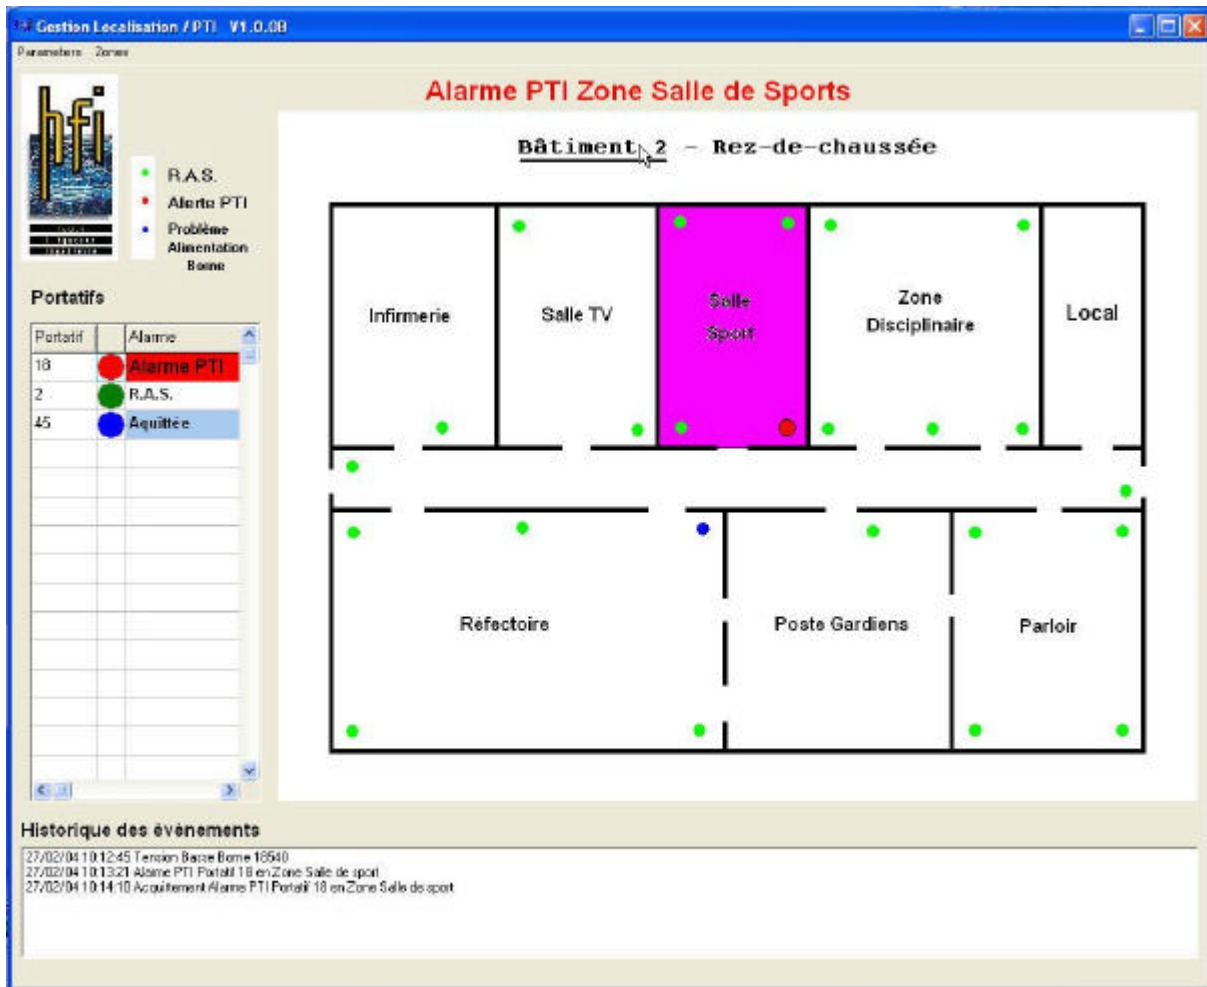 Gestion Localisation / PTI V1.0.0B
Parameters Zones
Alarme PTI Zone Salle de Sports
hfi
Bâtiment 2 - Rez-de-chaussée
R.A.S.
Alerte PTI
Problème
Alimentation
Borne
Portatifs
Portatif Alarme
18 Alarme PTI
2 R.A.S.
45 Aquittée
Infirmerie
Salle TV
Salle
Sport
Zone
Disciplinaire
Local
Réfectoire
Poste Gardiens
Parloir
Historique des évènements
27/02/04 10:12:45 Tension Basse Borne 18540
27/02/04 10:13:21 Alarme PTI Portatif 18 en Zone Salle de sport
27/02/04 10:14:10 Acquitement Alarme PTI Portatif 18 en Zone Salle de sport